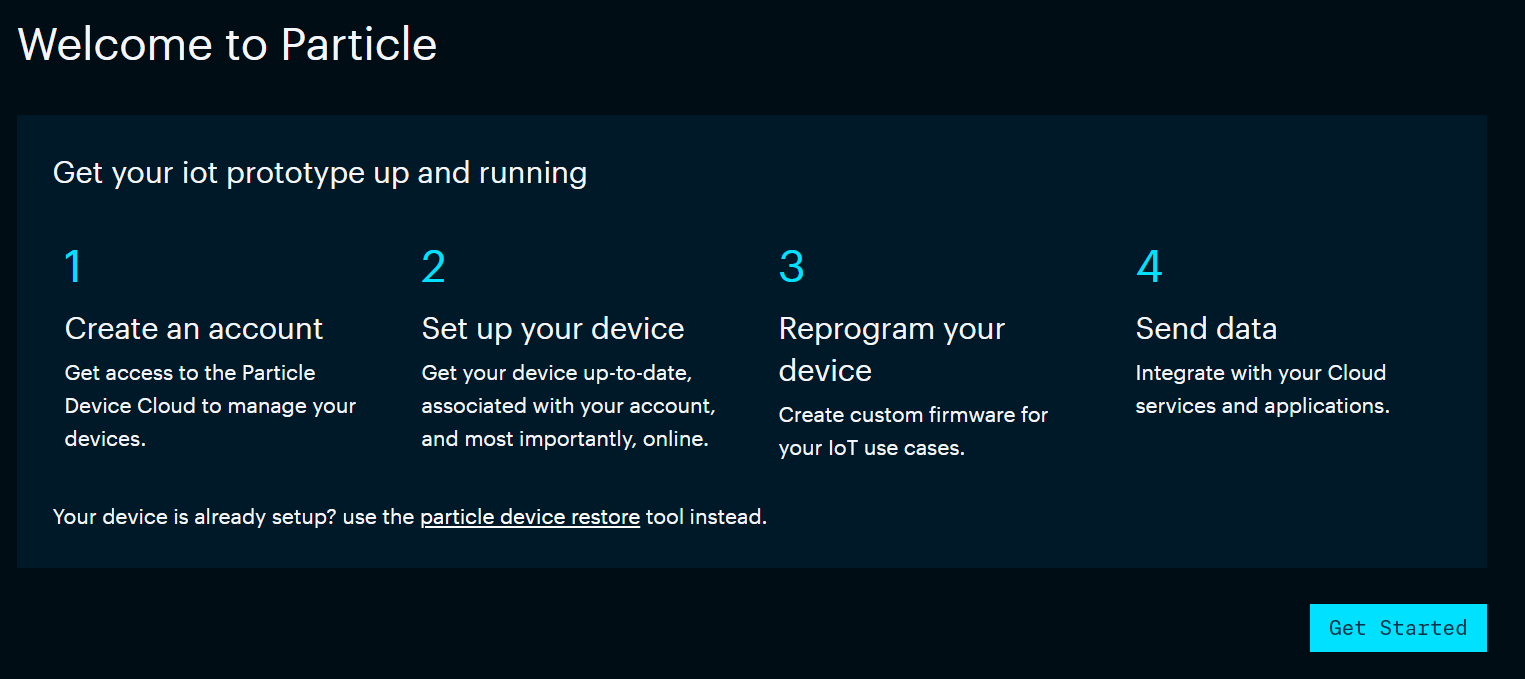 Welcome to Particle
Get your iot prototype up and running
1
Create an account
Get access to the Particle
Device Cloud to manage your
devices.
2
Set up your device
Get your device up-to-date,
associated with your account,
and most importantly, online.
3
Reprogram your
device
Create custom firmware for
your IoT use cases.
4
Send data
Integrate with your Cloud
services and applications.
Your device is already setup? use the particle device restore tool instead.
Get Started